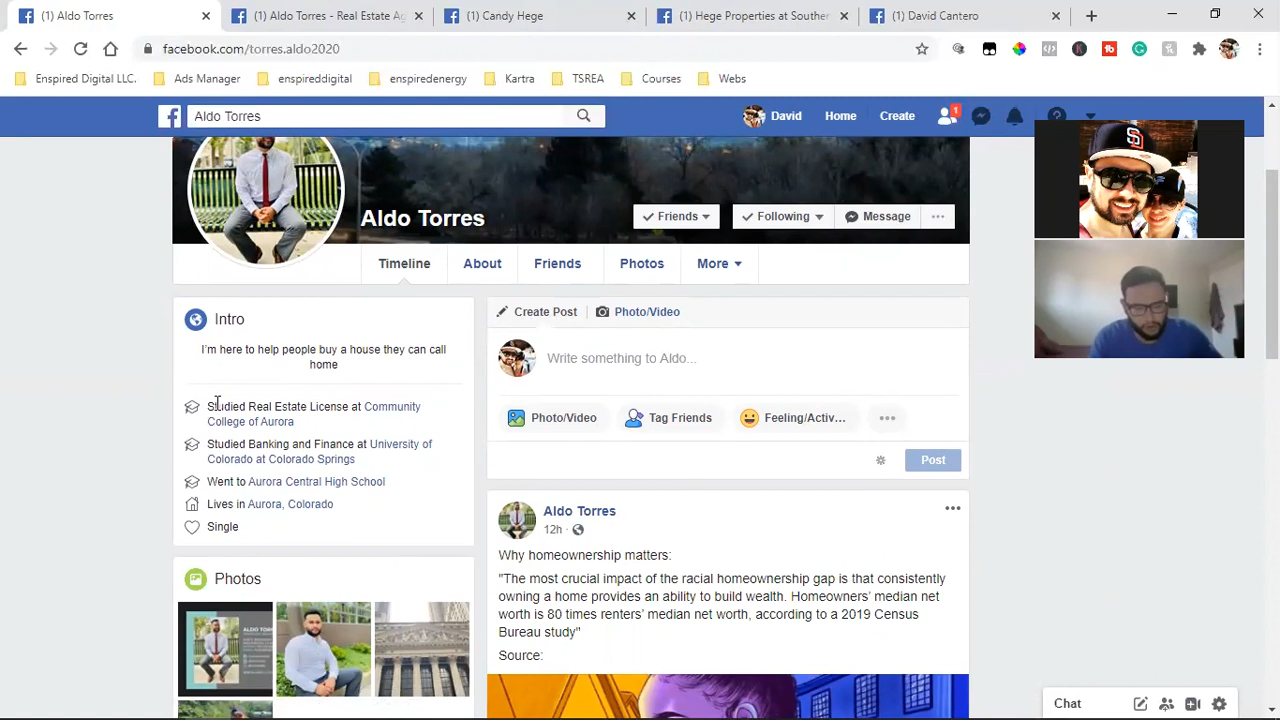 (1) Aldo Torres
(1) Aldo Torres - Real Estate Ag
(1) Candy Hege
(1) Hege Properties at Souther
(1) David Cantero
facebook.com/torres.aldo2020
Enspired Digital LLC.
Ads Manager
enspireddigital
enspiredenergy
Kartra
TSREA
Courses
Webs
Aldo Torres
David
Home
Create
1
Aldo Torres
Friends
Following
Message
Timeline
About
Friends
Photos
More
Intro
I'm here to help people buy a house they can call
home
Studied Real Estate License at Community
College of Aurora
Studied Banking and Finance at University of
Colorado at Colorado Springs
Went to Aurora Central High School
Lives in Aurora, Colorado
Single
Photos
Create Post
Photo/Video
Write something to Aldo...
Photo/Video
Tag Friends
Feeling/Activ...
Post
Aldo Torres
12h
Why homeownership matters:
"The most crucial impact of the racial homeownership gap is that consistently
owning a home provides an ability to build wealth. Homeowners' median net
worth is 80 times renters' median net worth, according to a 2019 Census
Bureau study"
Source:
Chat